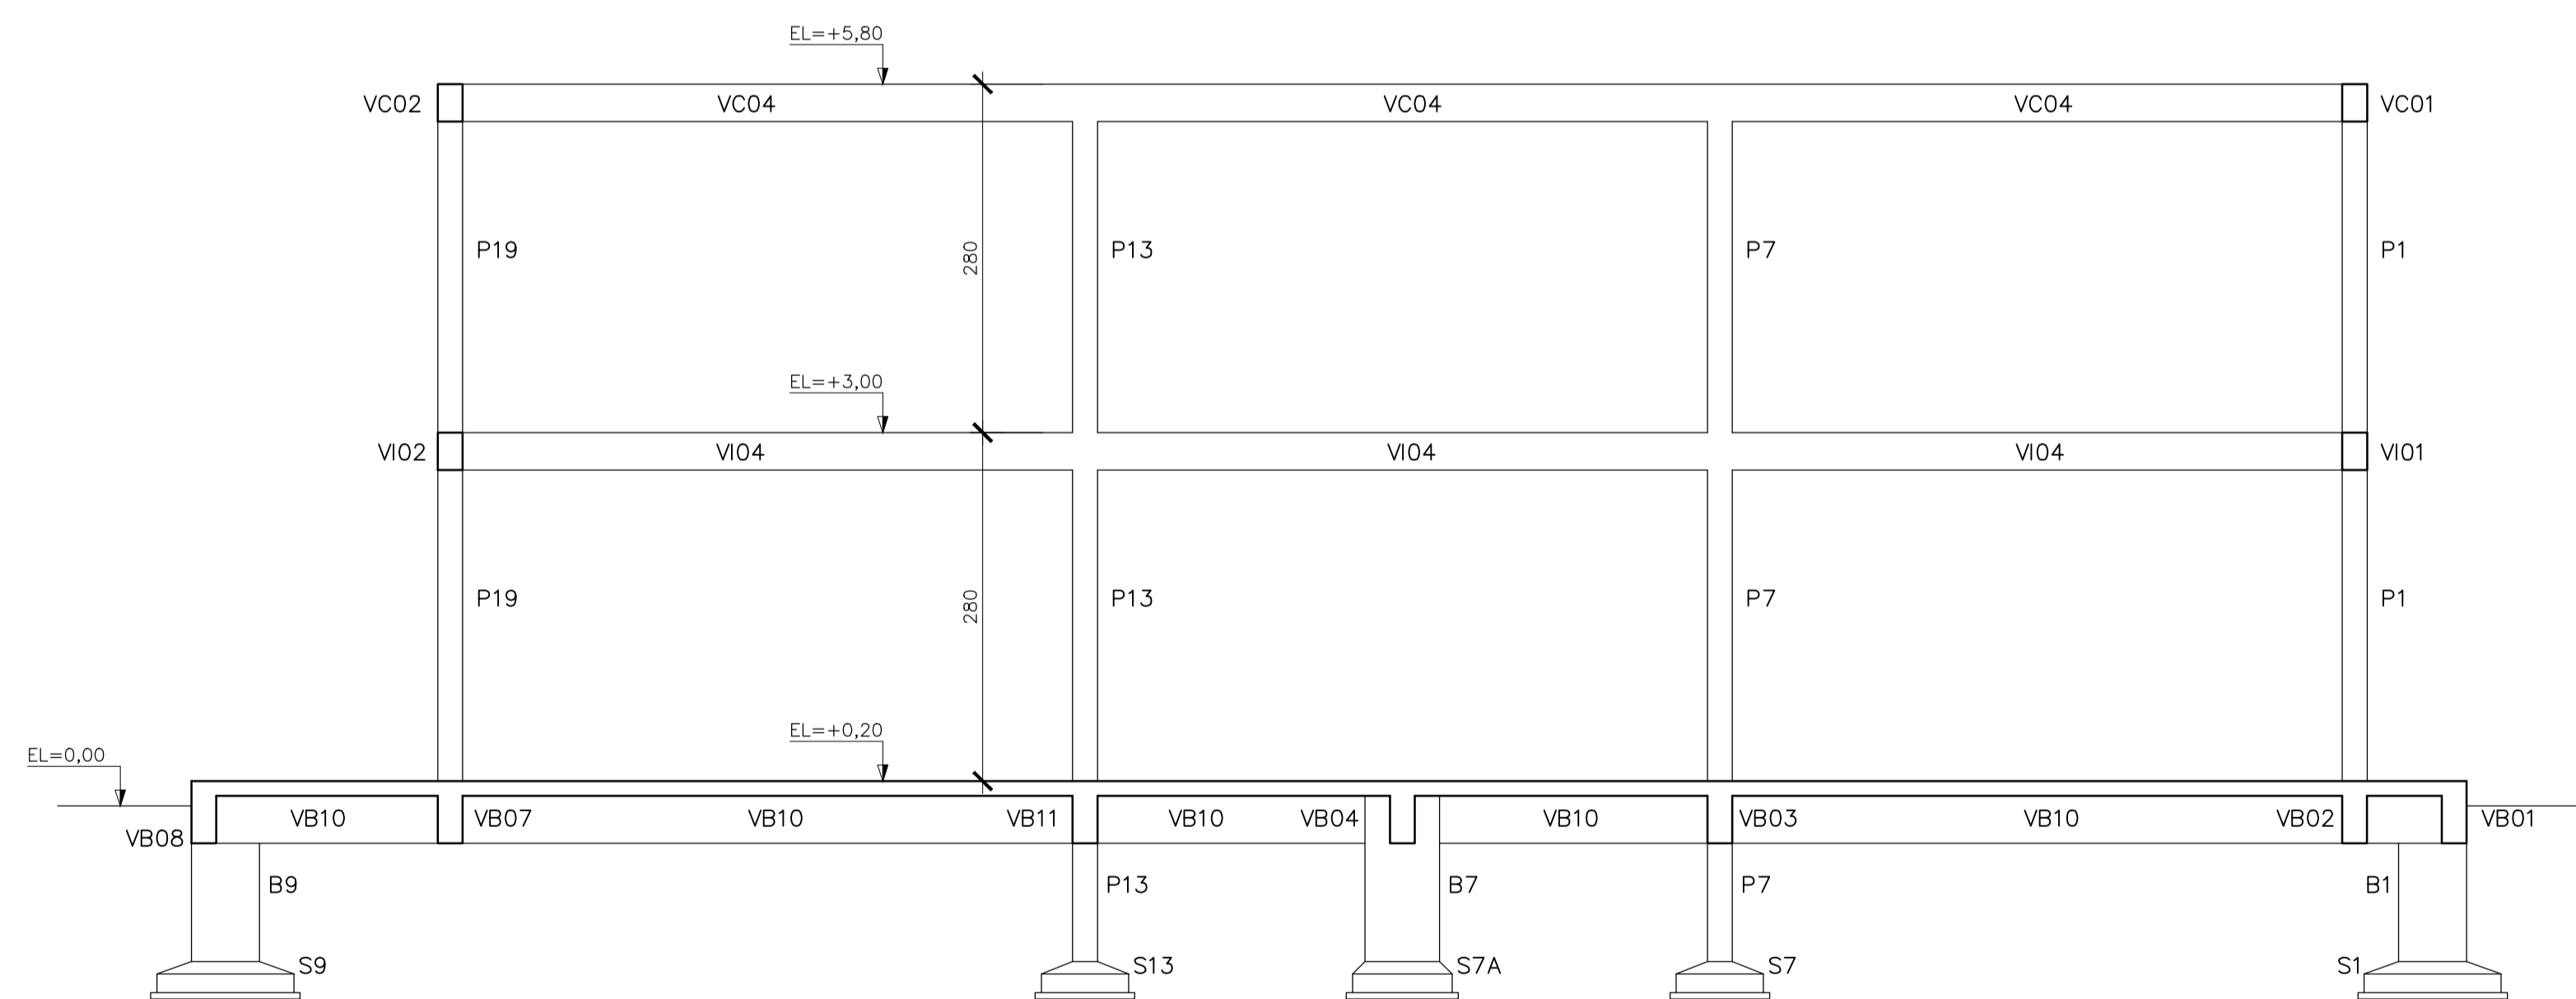 EL=+5,80
VC02 VC04 VC04 VC04 VC01
P19 280 P13 P7 P1
EL=+3,00
VI02 VI04 VI04 VI04 VI01
P19 280 P13 P7 P1
EL=+0,20
EL=0,00
VB08 VB10 VB07 VB10 VB11 VB10 VB04 VB10 VB03 VB10 VB02 VB01
B9 P13 B7 P7 B1
S9 S13 S7A S7 S1